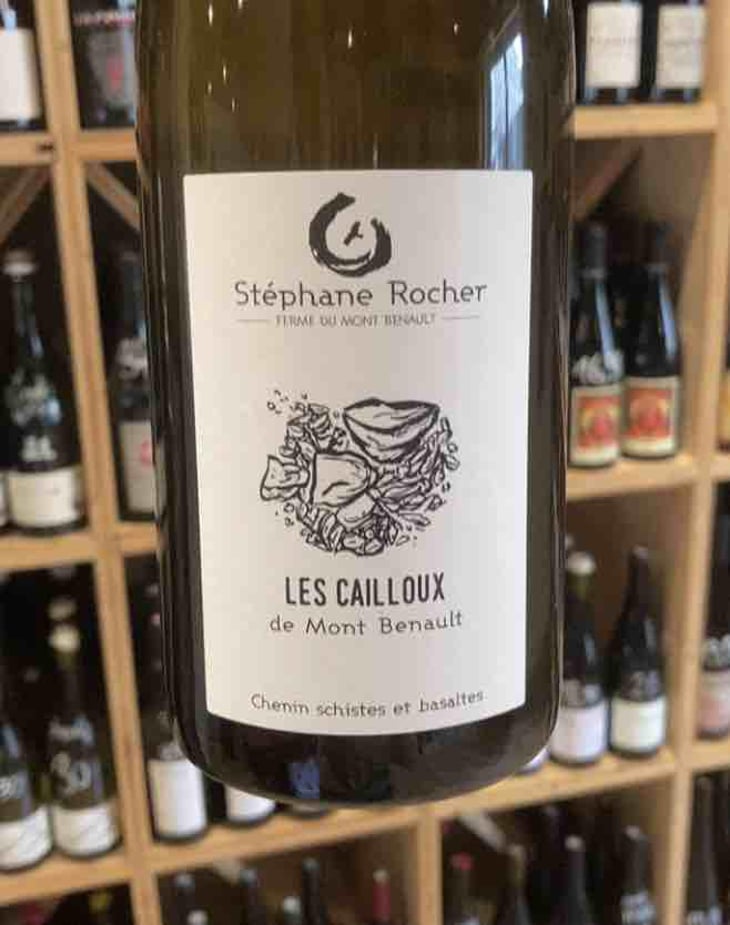 Stéphane Rocher
FERME DU MONT BENAULT
LES CAILLOUX
de Mont Benault
Chenin schistes et basaltes